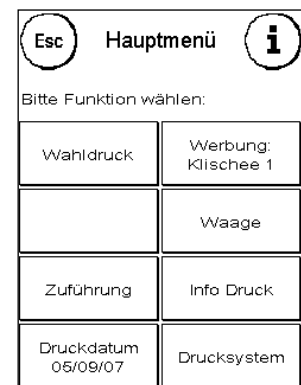 Esc Hauptmenü i
Bitte Funktion wählen:
Wahldruck
Werbung:
Klischee 1
Waage
Zuführung
Info Druck
Druckdatum
05/09/07
Drucksystem